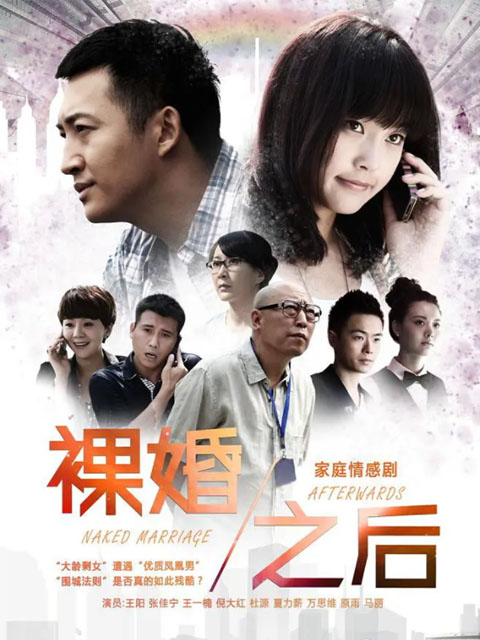 裸婚
家庭情感剧
AFTERWARDS
NAKED MARRIAGE
之后
“大龄剩女”遭遇“优质凤凰男”
“围城法则”是否真的如此残酷？
演员:王阳 张佳宁 王一楠 倪大红 杜源 夏力薪 万思维 原雨 马丽